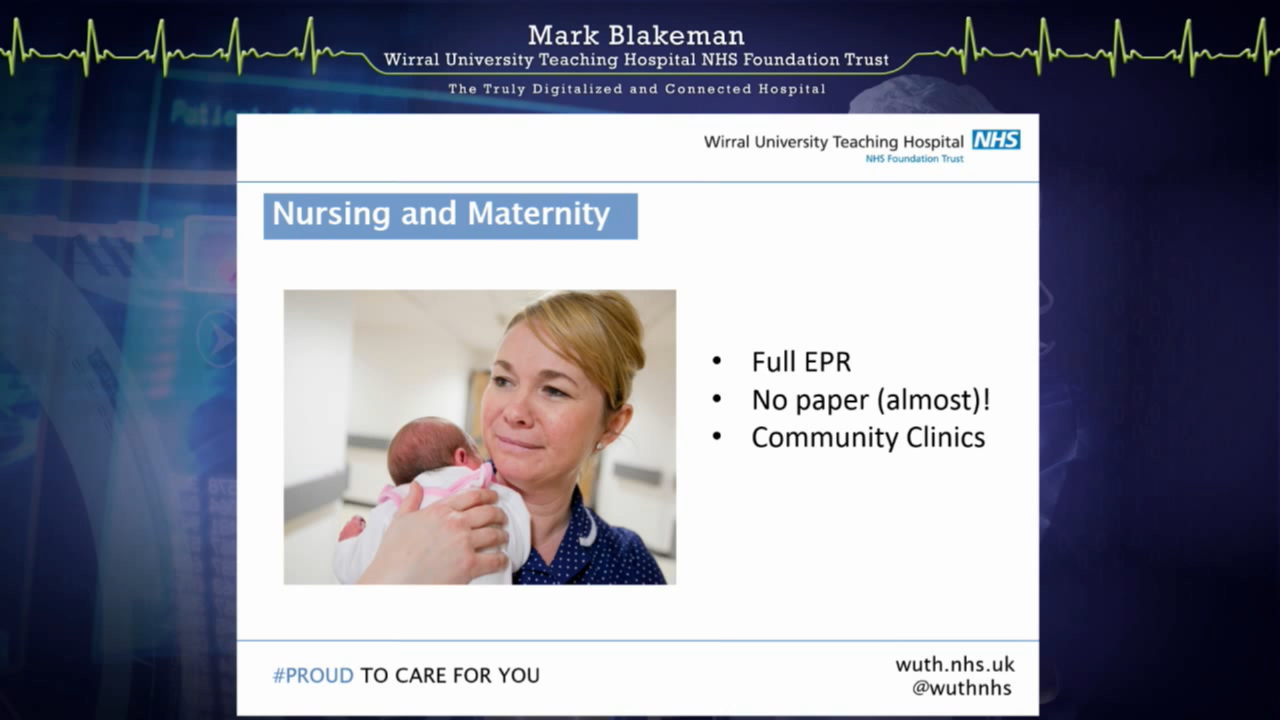 Mark Blakeman
Wirral University Teaching Hospital NHS Foundation Trust
The Truly Digitalized and Connected Hospital
Wirral University Teaching Hospital NHS
NHS Foundation Trust
Nursing and Maternity
• Full EPR
• No paper (almost)!
• Community Clinics
#PROUD TO CARE FOR YOU
wuth.nhs.uk
@wuthnhs